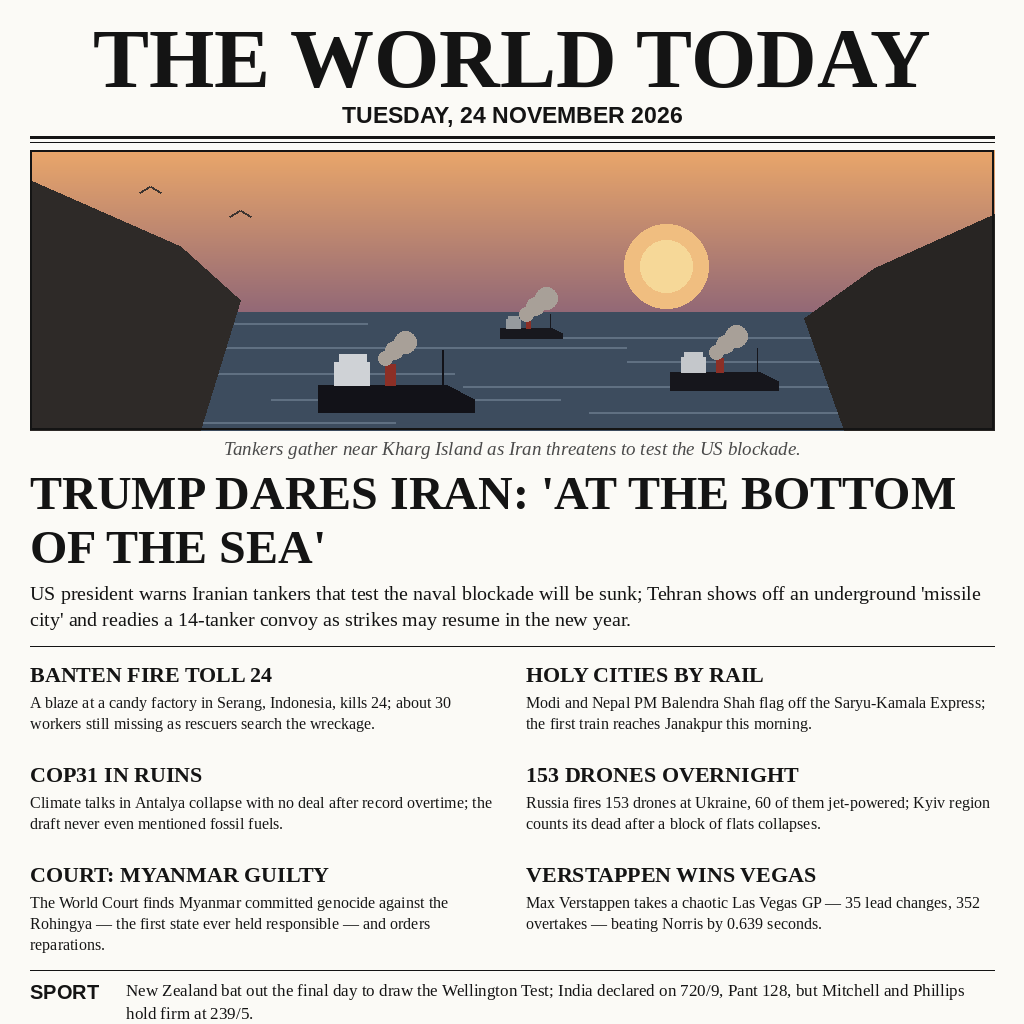 THE WORLD TODAY
TUESDAY, 24 NOVEMBER 2026
Tankers gather near Kharg Island as Iran threatens to test the US blockade.
TRUMP DARES IRAN: 'AT THE BOTTOM
OF THE SEA'
US president warns Iranian tankers that test the naval blockade will be sunk; Tehran shows off an underground 'missile
city' and readies a 14-tanker convoy as strikes may resume in the new year.
BANTEN FIRE TOLL 24
A blaze at a candy factory in Serang, Indonesia, kills 24; about 30
workers still missing as rescuers search the wreckage.
HOLY CITIES BY RAIL
Modi and Nepal PM Balendra Shah flag off the Saryu-Kamala Express;
the first train reaches Janakpur this morning.
COP31 IN RUINS
Climate talks in Antalya collapse with no deal after record overtime; the
draft never even mentioned fossil fuels.
153 DRONES OVERNIGHT
Russia fires 153 drones at Ukraine, 60 of them jet-powered; Kyiv region
counts its dead after a block of flats collapses.
COURT: MYANMAR GUILTY
The World Court finds Myanmar committed genocide against the
Rohingya — the first state ever held responsible — and orders
reparations.
VERSTAPPEN WINS VEGAS
Max Verstappen takes a chaotic Las Vegas GP — 35 lead changes, 352
overtakes — beating Norris by 0.639 seconds.
SPORT
New Zealand bat out the final day to draw the Wellington Test; India declared on 720/9, Pant 128, but Mitchell and Phillips
hold firm at 239/5.